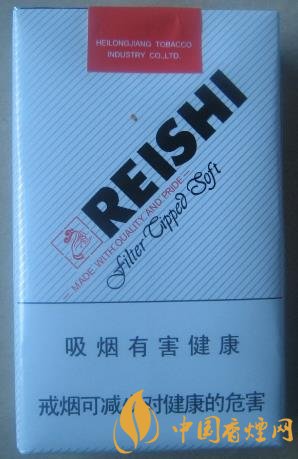 HEILONGJIANG TOBACCO
INDUSTRY CO.,LTD.
REISHI
MADE WITH QUALITY AND PRIDE
Filter Tipped Soft
吸烟有害健康
戒烟可减少对健康的危害
中国香烟网